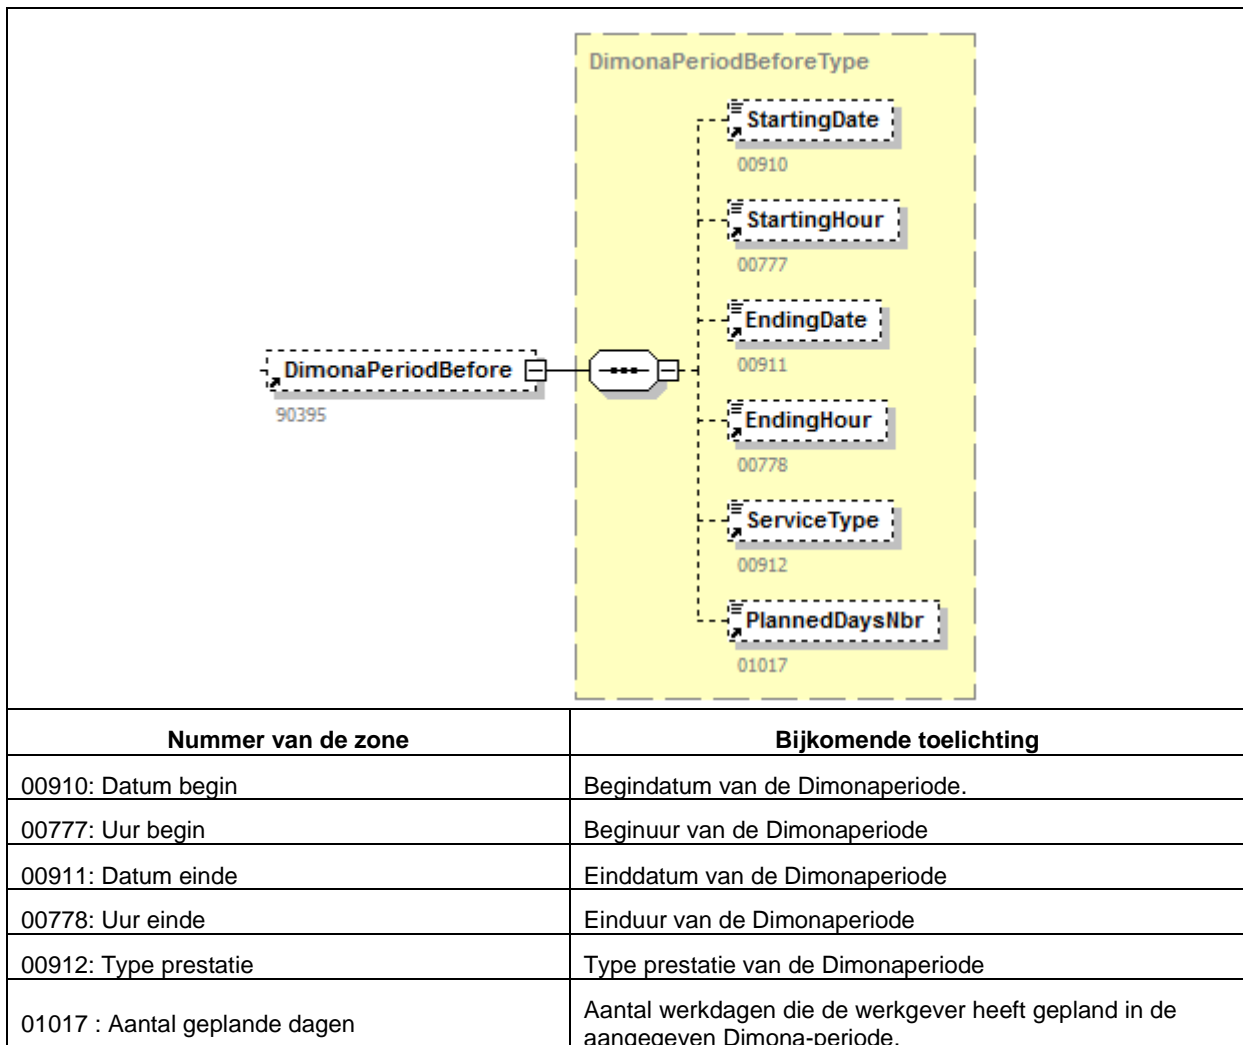 DimonaPeriodBeforeType
StartingDate
00910
StartingHour
00777
EndingDate
00911
DimonaPeriodBefore
90395
EndingHour
00778
ServiceType
00912
PlannedDaysNbr
01017
Nummer van de zone
Bijkomende toelichting
00910: Datum begin
Begindatum van de Dimonaperiode.
00777: Uur begin
Beginuur van de Dimonaperiode
00911: Datum einde
Einddatum van de Dimonaperiode
00778: Uur einde
Einduur van de Dimonaperiode
00912: Type prestatie
Type prestatie van de Dimonaperiode
01017 : Aantal geplande dagen
Aantal werkdagen die de werkgever heeft gepland in de
aangegeven Dimona-periode.